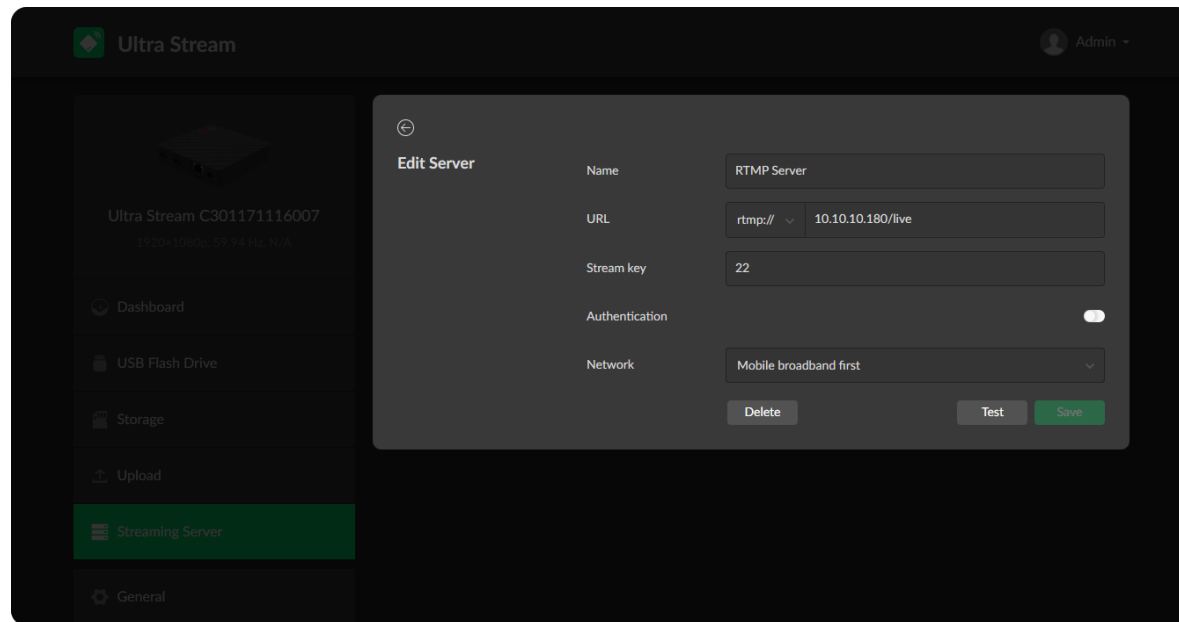 Ultra Stream
Admin
Ultra Stream C301171116007
1920×1080p, 59.94 Hz, N/A
Dashboard
USB Flash Drive
Storage
Upload
Streaming Server
General
Edit Server
Name
RTMP Server
URL
rtmp://
10.10.10.180/live
Stream key
22
Authentication
Network
Mobile broadband first
Delete
Test
Save